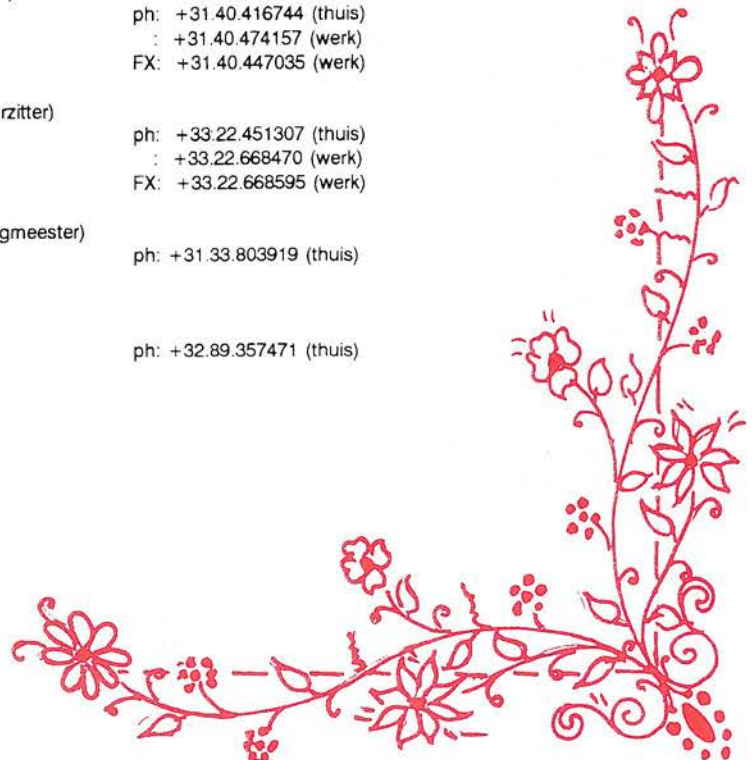 ph: +31.40.416744 (thuis)
: +31.40.474157 (werk)
FX: +31.40.447035 (werk)
rzitter)
ph: +33.22.451307 (thuis)
: +33.22.668470 (werk)
FX: +33.22.668595 (werk)
gmeester)
ph: +31.33.803919 (thuis)
ph: +32.89.357471 (thuis)